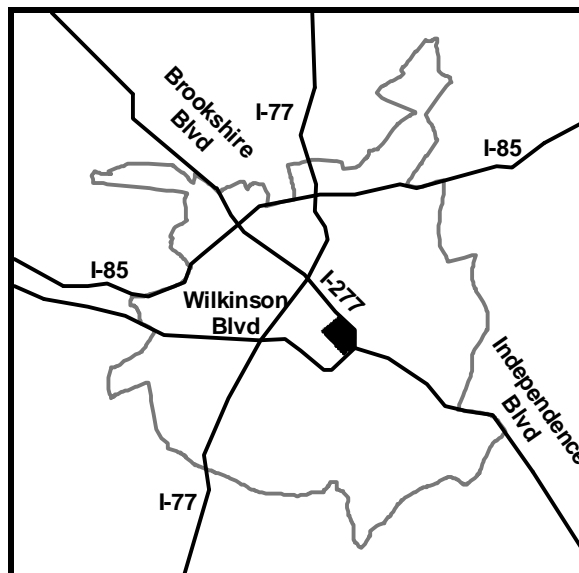 Brookshire
Blvd
I-77
I-85
I-85
I-277
Wilkinson
Blvd
Independence
Blvd
I-77